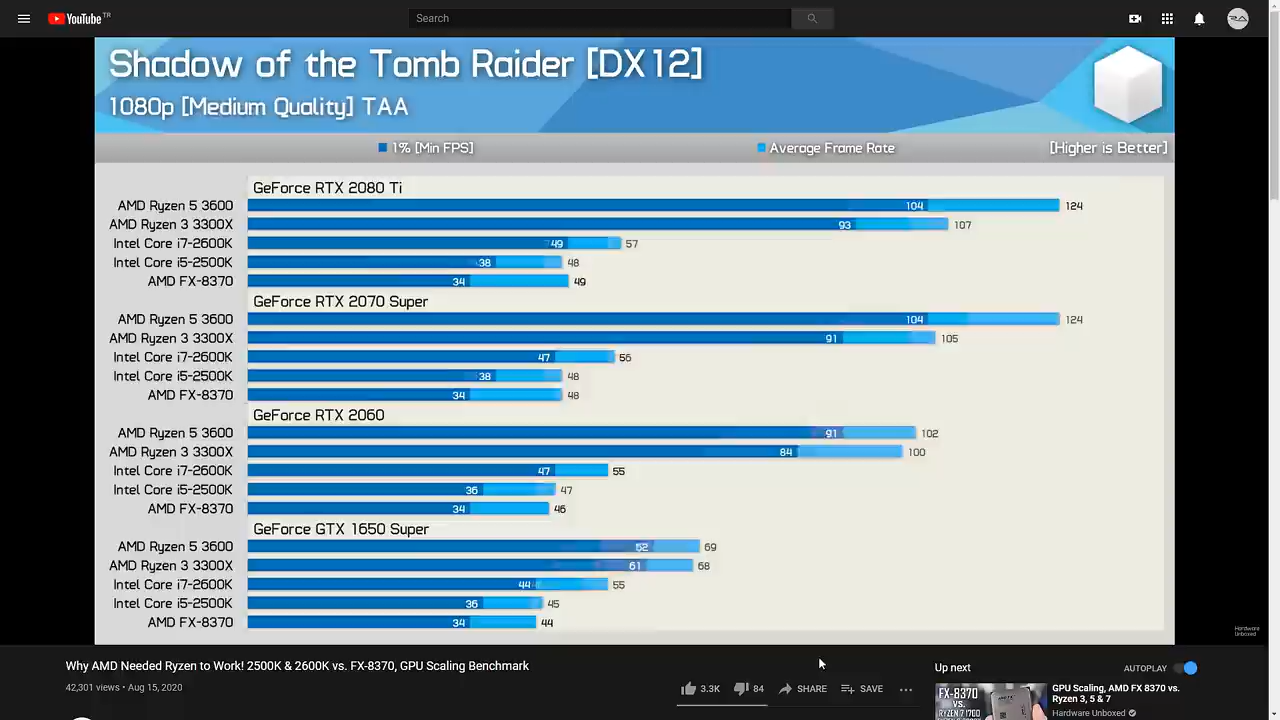 YouTube TR
Search
Shadow of the Tomb Raider [DX12]
1080p [Medium Quality] TAA
1% [Min FPS] Average Frame Rate [Higher is Better]
GeForce RTX 2080 Ti
AMD Ryzen 5 3600 104 124
AMD Ryzen 3 3300X 93 107
Intel Core i7-2600K 49 57
Intel Core i5-2500K 38 48
AMD FX-8370 34 49
GeForce RTX 2070 Super
AMD Ryzen 5 3600 104 124
AMD Ryzen 3 3300X 91 105
Intel Core i7-2600K 47 56
Intel Core i5-2500K 38 48
AMD FX-8370 34 48
GeForce RTX 2060
AMD Ryzen 5 3600 91 102
AMD Ryzen 3 3300X 84 100
Intel Core i7-2600K 47 55
Intel Core i5-2500K 36 47
AMD FX-8370 34 46
GeForce GTX 1650 Super
AMD Ryzen 5 3600 69
AMD Ryzen 3 3300X 61 68
Intel Core i7-2600K 44 55
Intel Core i5-2500K 36 45
AMD FX-8370 34 44
Hardware
Unboxed
Why AMD Needed Ryzen to Work! 2500K & 2600K vs. FX-8370, GPU Scaling Benchmark
42,301 views • Aug 15, 2020
3.3K 84 SHARE SAVE
Up next AUTOPLAY
FX-8370
VS.
RYZEN 7 1700
GPU Scaling, AMD FX 8370 vs.
Ryzen 3, 5 & 7
Hardware Unboxed